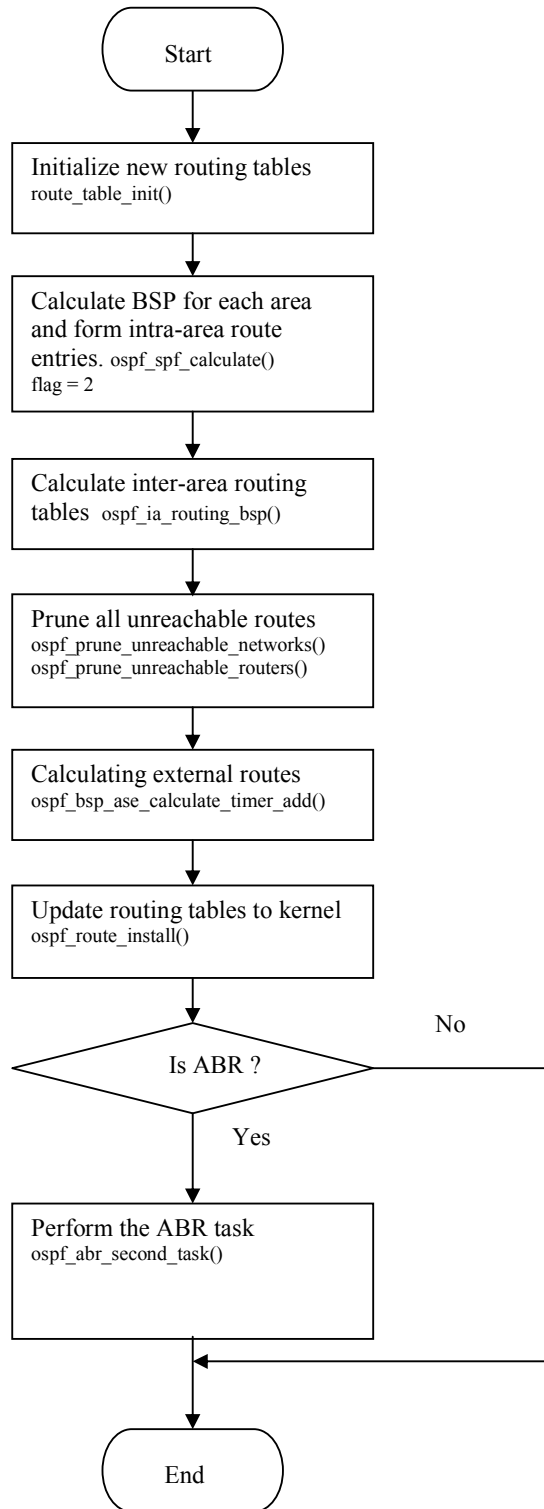 Start
Initialize new routing tables
route_table_init()
Calculate BSP for each area
and form intra-area route
entries. ospf_spf_calculate()
flag = 2
Calculate inter-area routing
tables ospf_ia_routing_bsp()
Prune all unreachable routes
ospf_prune_unreachable_networks()
ospf_prune_unreachable_routers()
Calculating external routes
ospf_bsp_ase_calculate_timer_add()
Update routing tables to kernel
ospf_route_install()
No
Is ABR ?
Yes
Perform the ABR task
ospf_abr_second_task()
End